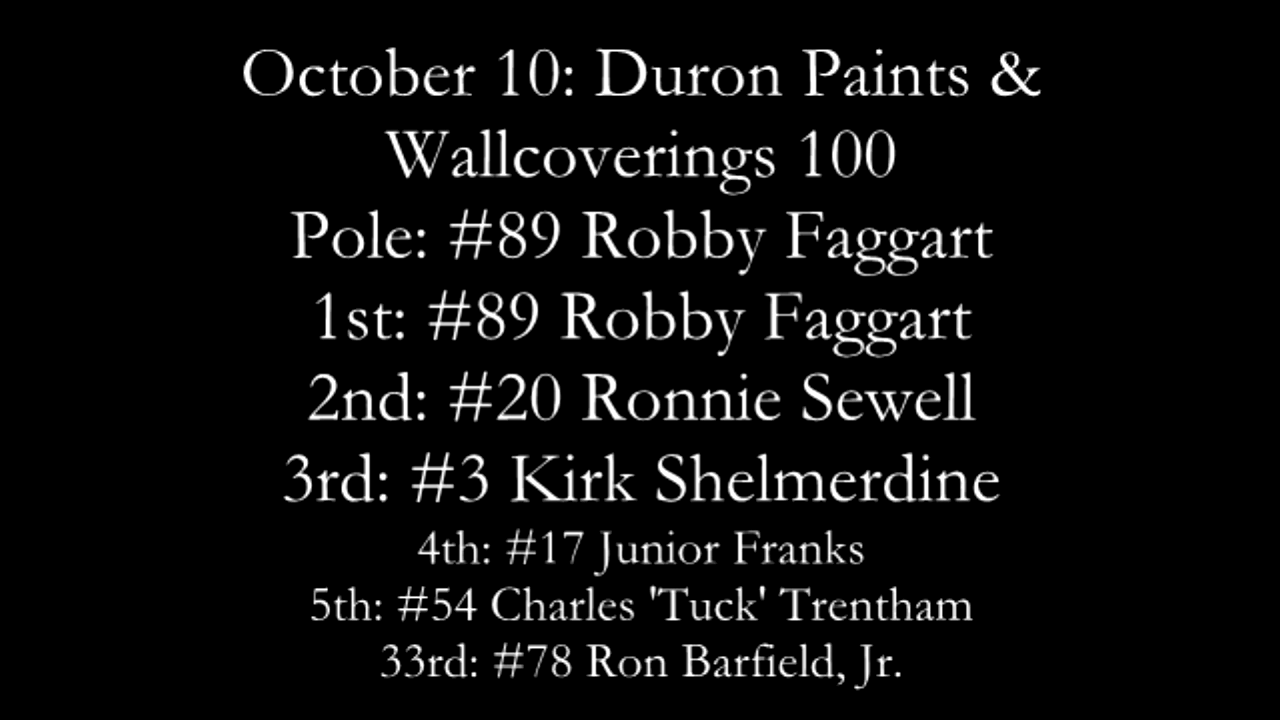 October 10: Duron Paints &
Wallcoverings 100
Pole: #89 Robby Faggart
1st: #89 Robby Faggart
2nd: #20 Ronnie Sewell
3rd: #3 Kirk Shelmerdine
4th: #17 Junior Franks
5th: #54 Charles 'Tuck' Trentham
33rd: #78 Ron Barfield, Jr.